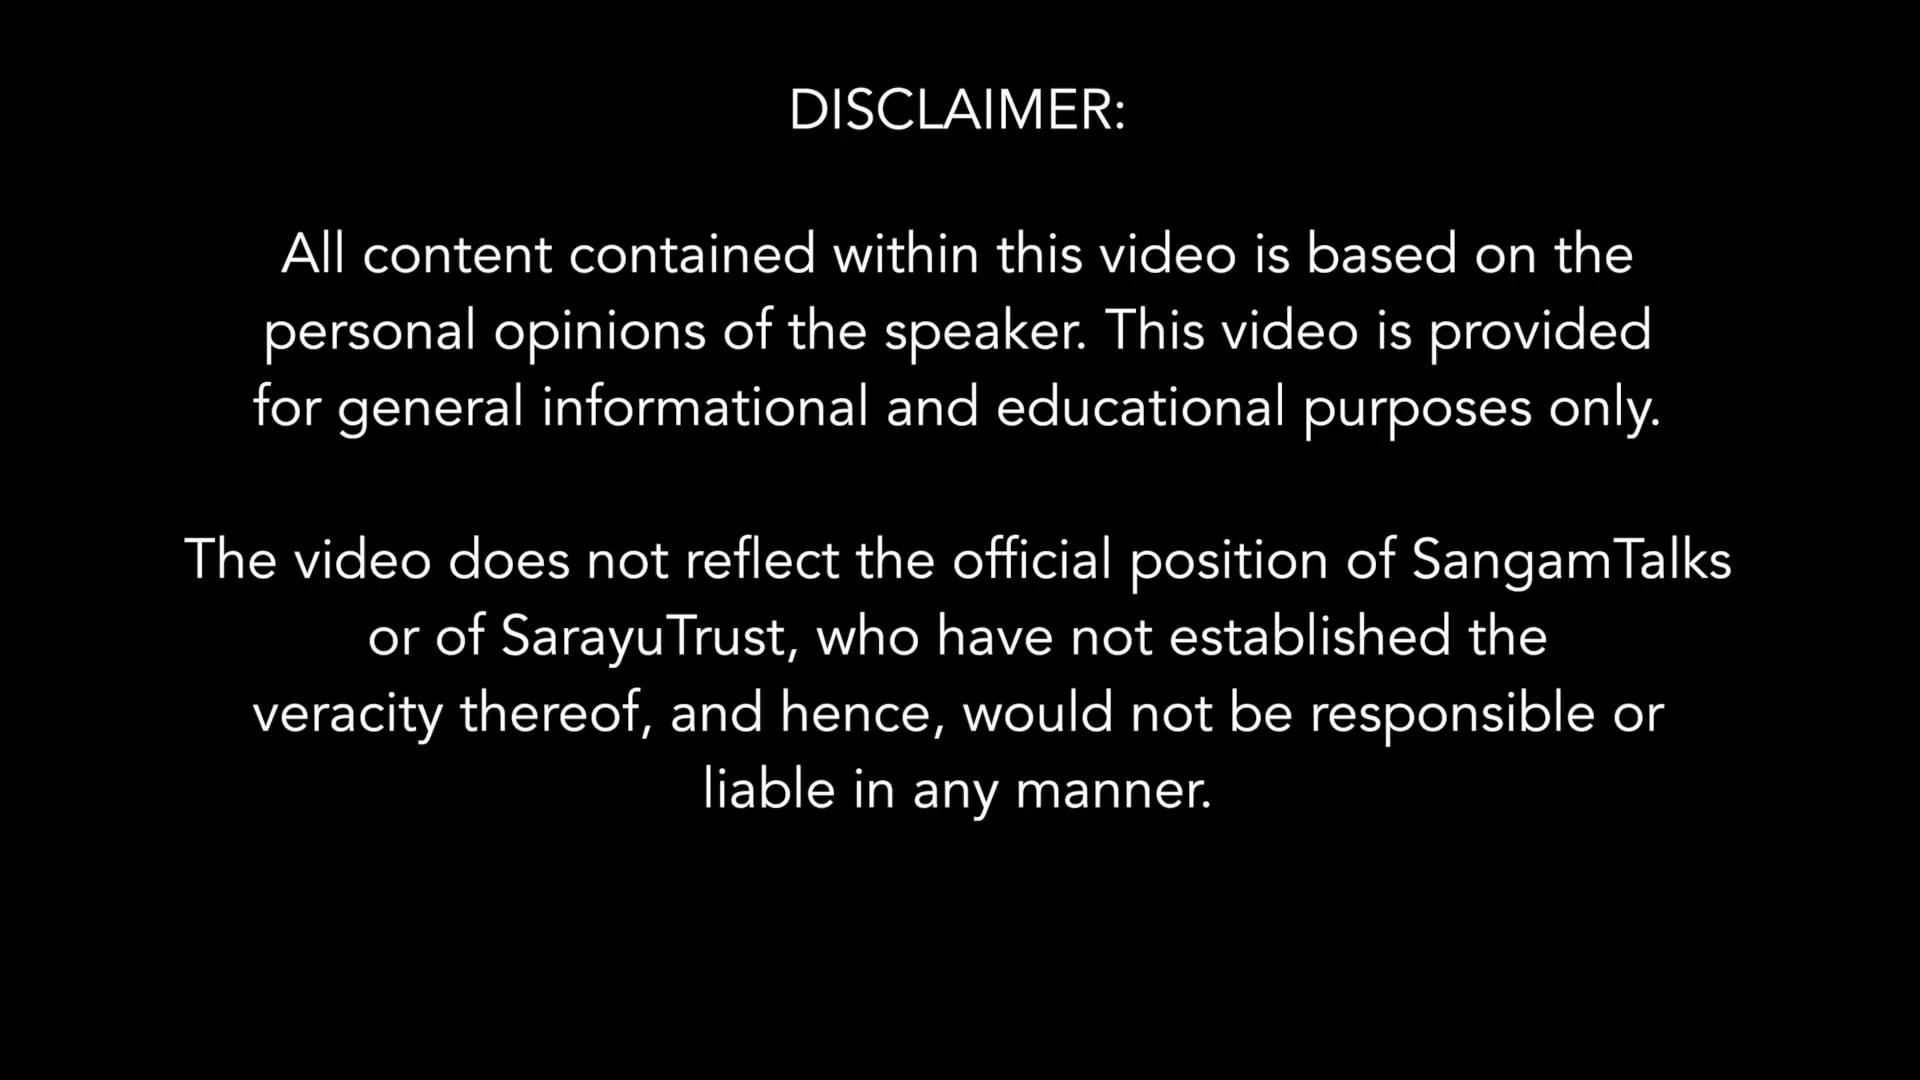 DISCLAIMER:
All content contained within this video is based on the
personal opinions of the speaker. This video is provided
for general informational and educational purposes only.
The video does not reflect the official position of SangamTalks
or of SarayuTrust, who have not established the
veracity thereof, and hence, would not be responsible or
liable in any manner.